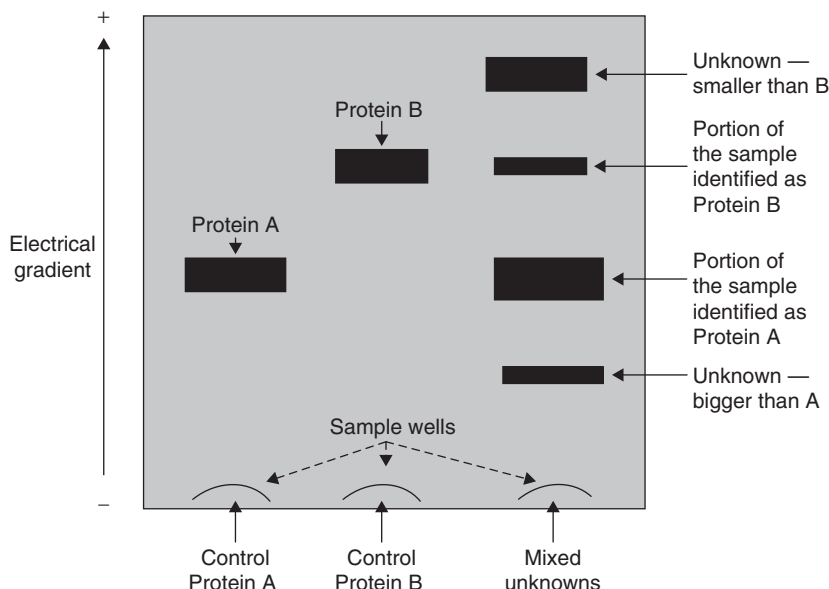 +
Unknown —
smaller than B
Protein B
Portion of
the sample
identified as
Protein B
Protein A
Electrical
gradient
Portion of
the sample
identified as
Protein A
Unknown —
bigger than A
Sample wells
–
Control
Protein A
Control
Protein B
Mixed
unknowns